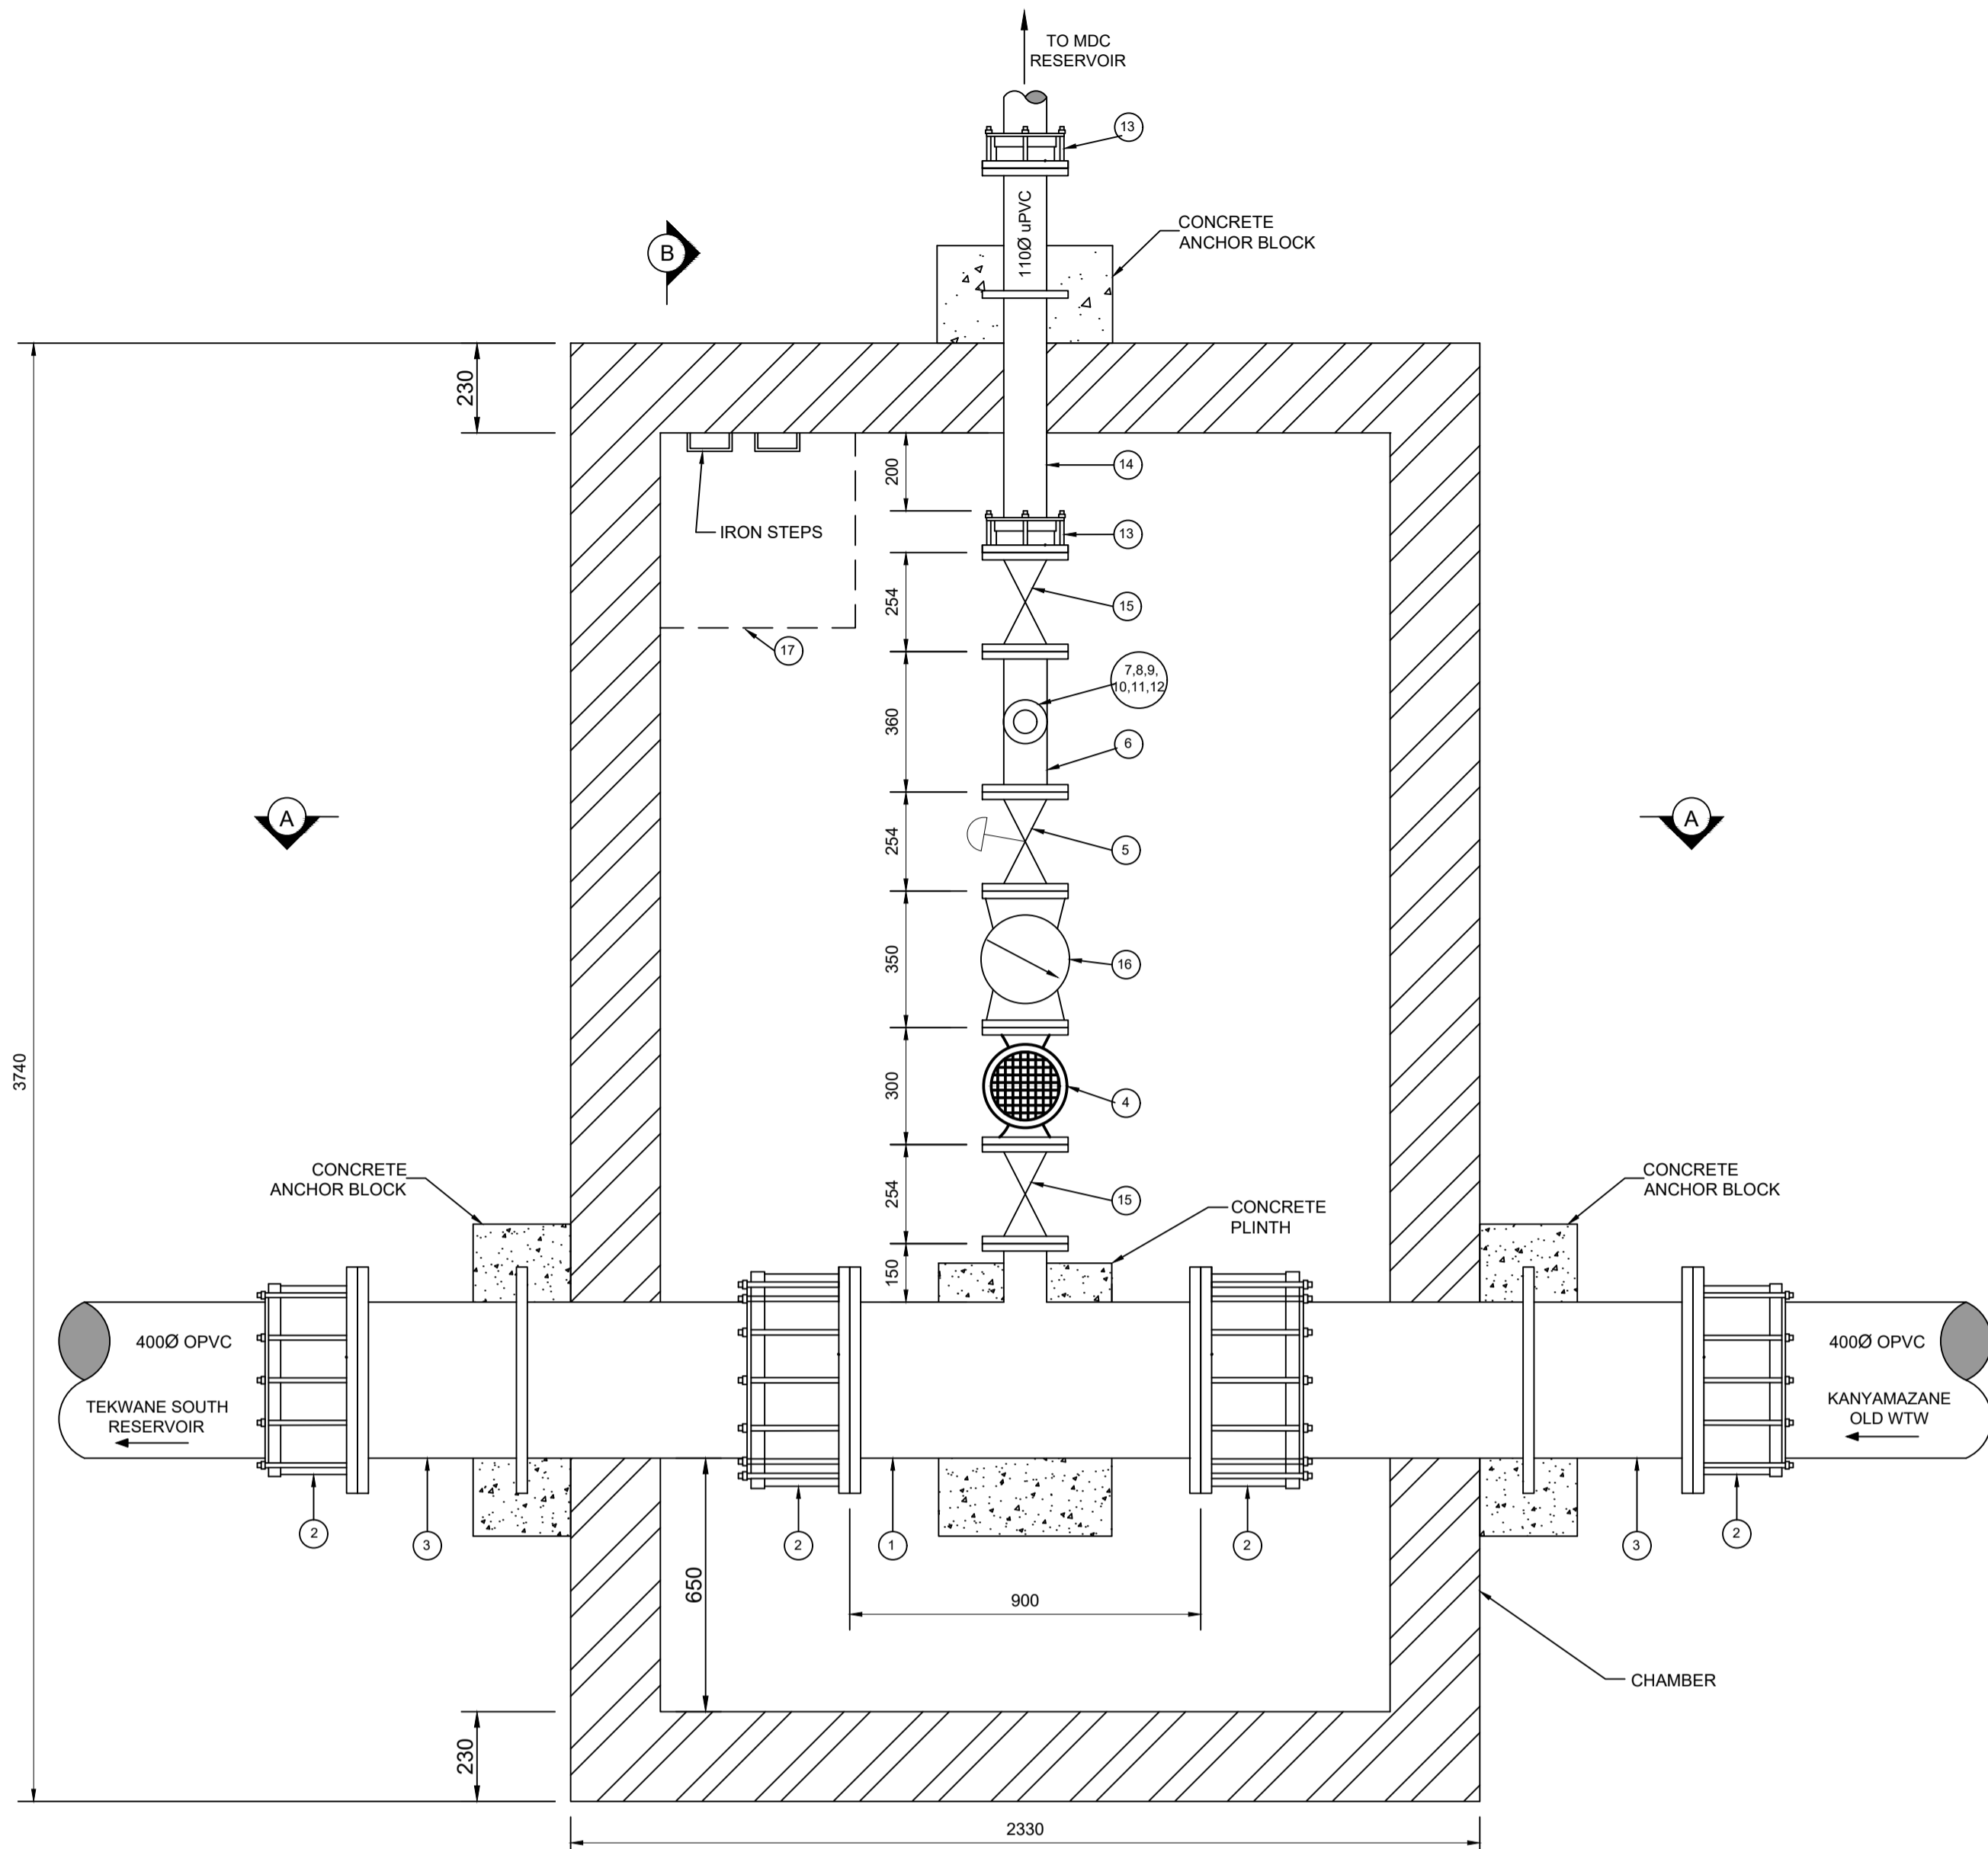 TO MDC
RESERVOIR
13
110Ø uPVC
CONCRETE
ANCHOR BLOCK
B
230
200
14
IRON STEPS
13
254
15
17
7,8,9,
10,11,12
360
6
A
A
254
5
350
16
3740
300
4
CONCRETE
ANCHOR BLOCK
CONCRETE
ANCHOR BLOCK
254
15
CONCRETE
PLINTH
150
400Ø OPVC
400Ø OPVC
TEKWANE SOUTH
RESERVOIR
KANYAMAZANE
OLD WTW
2
3
2
1
2
3
2
650
900
CHAMBER
230
2330